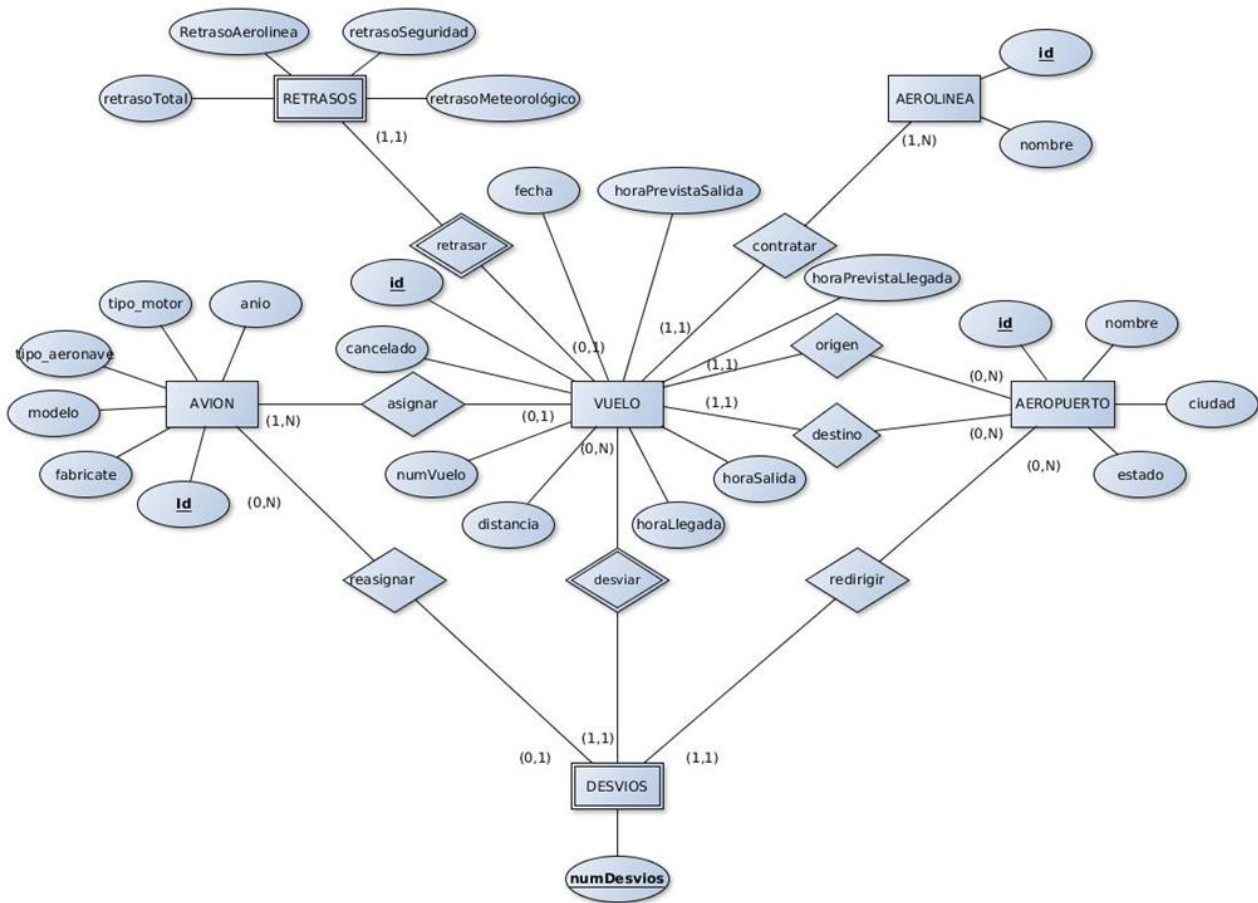 RetrasoAerolinea
retrasoSeguridad
id
retrasoTotal
RETRASOS
retrasoMeteorológico
AEROLINEA
(1,1)
(1,N)
nombre
fecha
horaPrevistaSalida
retrasar
contratar
id
horaPrevistaLlegada
tipo_motor
anio
id
nombre
(1,1)
tipo_aeronave
cancelado
(0,1)
(1,1)
origen
(0,N)
AVION
asignar
VUELO
AEROPUERTO
ciudad
modelo
(1,N)
(0,1)
(1,1)
destino
(0,N)
fabricate
numVuelo
(0,N)
horaSalida
(0,N)
estado
Id
(0,N)
distancia
horaLlegada
reasignar
desviar
redirigir
(0,1)
(1,1)
(1,1)
DESVIOS
numDesvios